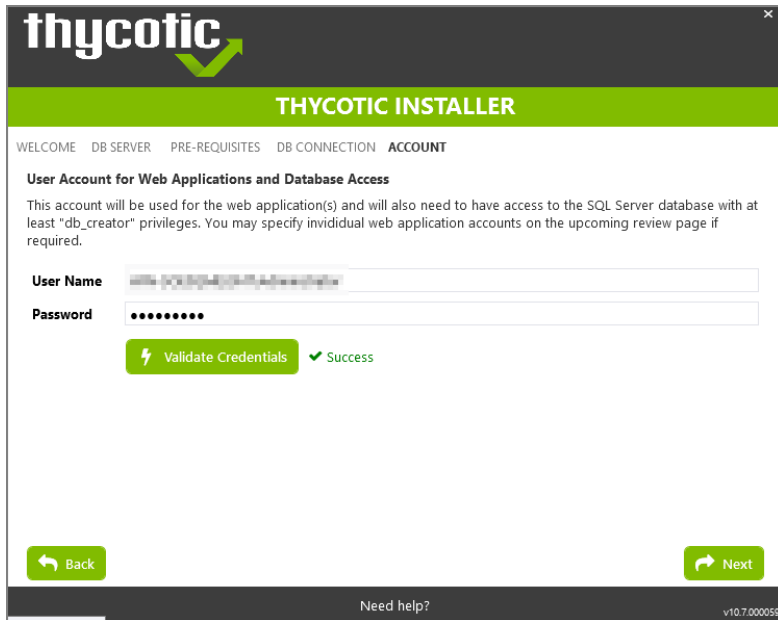 thycotic
THYCOTIC INSTALLER
WELCOME DB SERVER PRE-REQUISITES DB CONNECTION ACCOUNT
User Account for Web Applications and Database Access
This account will be used for the web application(s) and will also need to have access to the SQL Server database with at
least "db_creator" privileges. You may specify invididual web application accounts on the upcoming review page if
required.
User Name
Password •••••••••
Validate Credentials ✔ Success
Back Next
Need help?
v10.7.000059